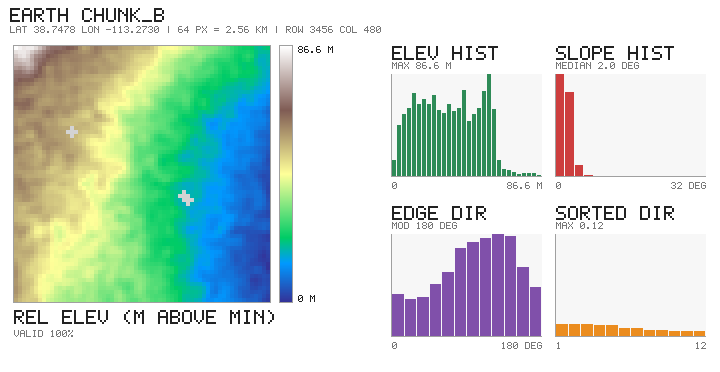 EARTH CHUNK_B
LAT 38.7478 LON -113.2730 | 64 PX = 2.56 KM | ROW 3456 COL 480
86.6 M
0 M
REL ELEV (M ABOVE MIN)
VALID 100%
ELEV HIST
MAX 86.6 M
0 86.6 M
SLOPE HIST
MEDIAN 2.0 DEG
0 32 DEG
EDGE DIR
MOD 180 DEG
0 180 DEG
SORTED DIR
MAX 0.12
1 12